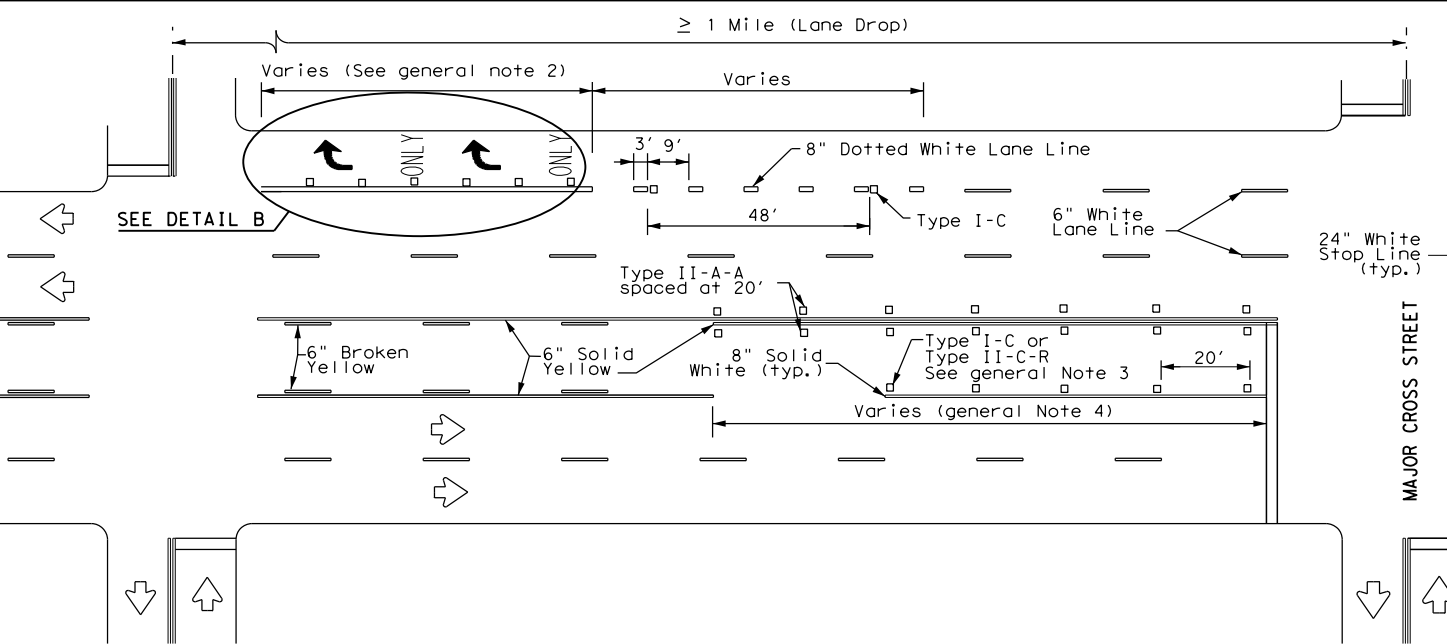 ≥ 1 Mile (Lane Drop)
Varies (See general note 2)
Varies
ONLY
ONLY
3'
9'
8" Dotted White Lane Line
SEE DETAIL B
48'
Type I-C
6" White
Lane Line
24" White
Stop Line
(typ.)
Type II-A-A
spaced at 20'
6" Broken
Yellow
6" Solid
Yellow
8" Solid
White (typ.)
Type I-C or
Type II-C-R
See general Note 3
20'
Varies (general Note 4)
MAJOR CROSS STREET